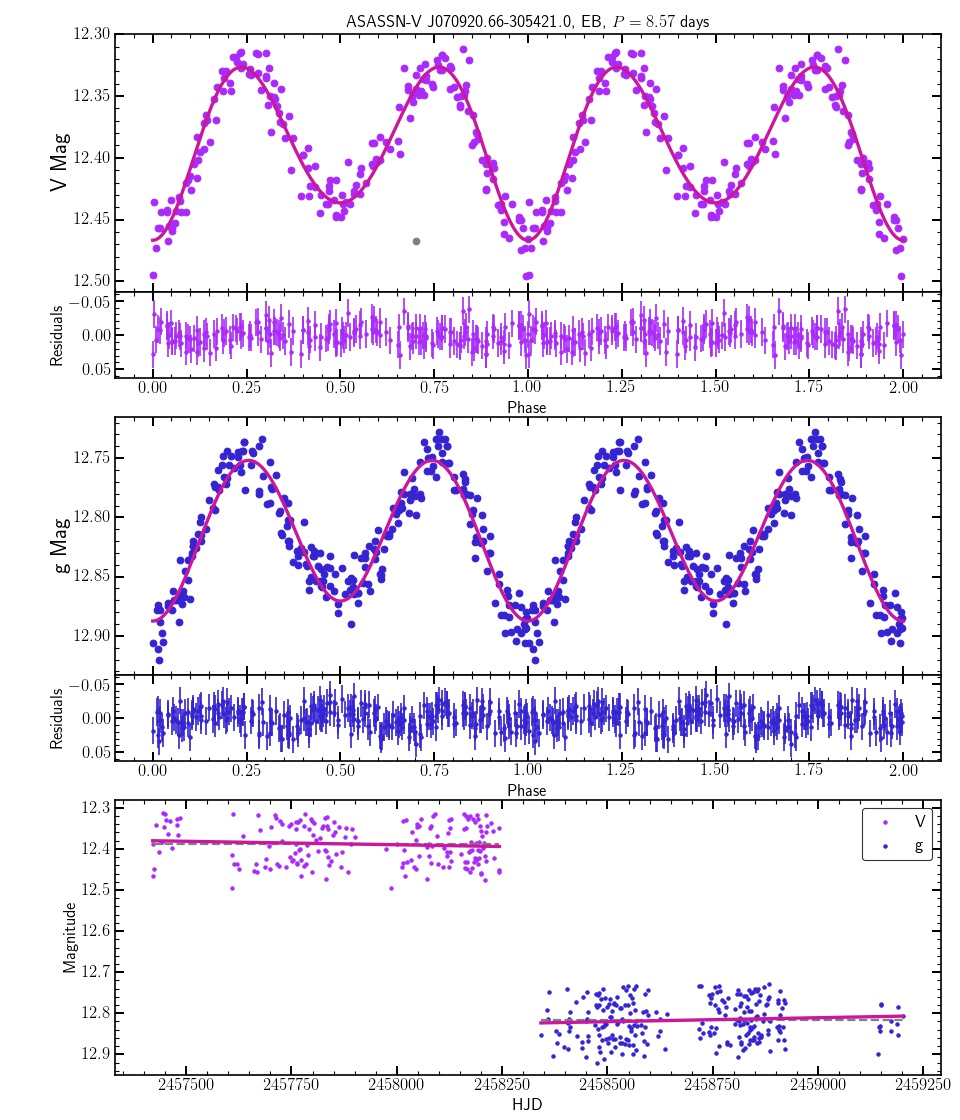 ASASSN-V J070920.66-305421.0, EB, P = 8.57 days
12.30
12.35
12.40
12.45
12.50
V Mag
−0.05
0.00
0.05
Residuals
0.00 0.25 0.50 0.75 1.00 1.25 1.50 1.75 2.00
Phase
12.75
12.80
12.85
12.90
g Mag
−0.05
0.00
0.05
Residuals
0.00 0.25 0.50 0.75 1.00 1.25 1.50 1.75 2.00
Phase
12.3
12.4
12.5
12.6
12.7
12.8
12.9
Magnitude
V
g
2457500 2457750 2458000 2458250 2458500 2458750 2459000 2459250
HJD